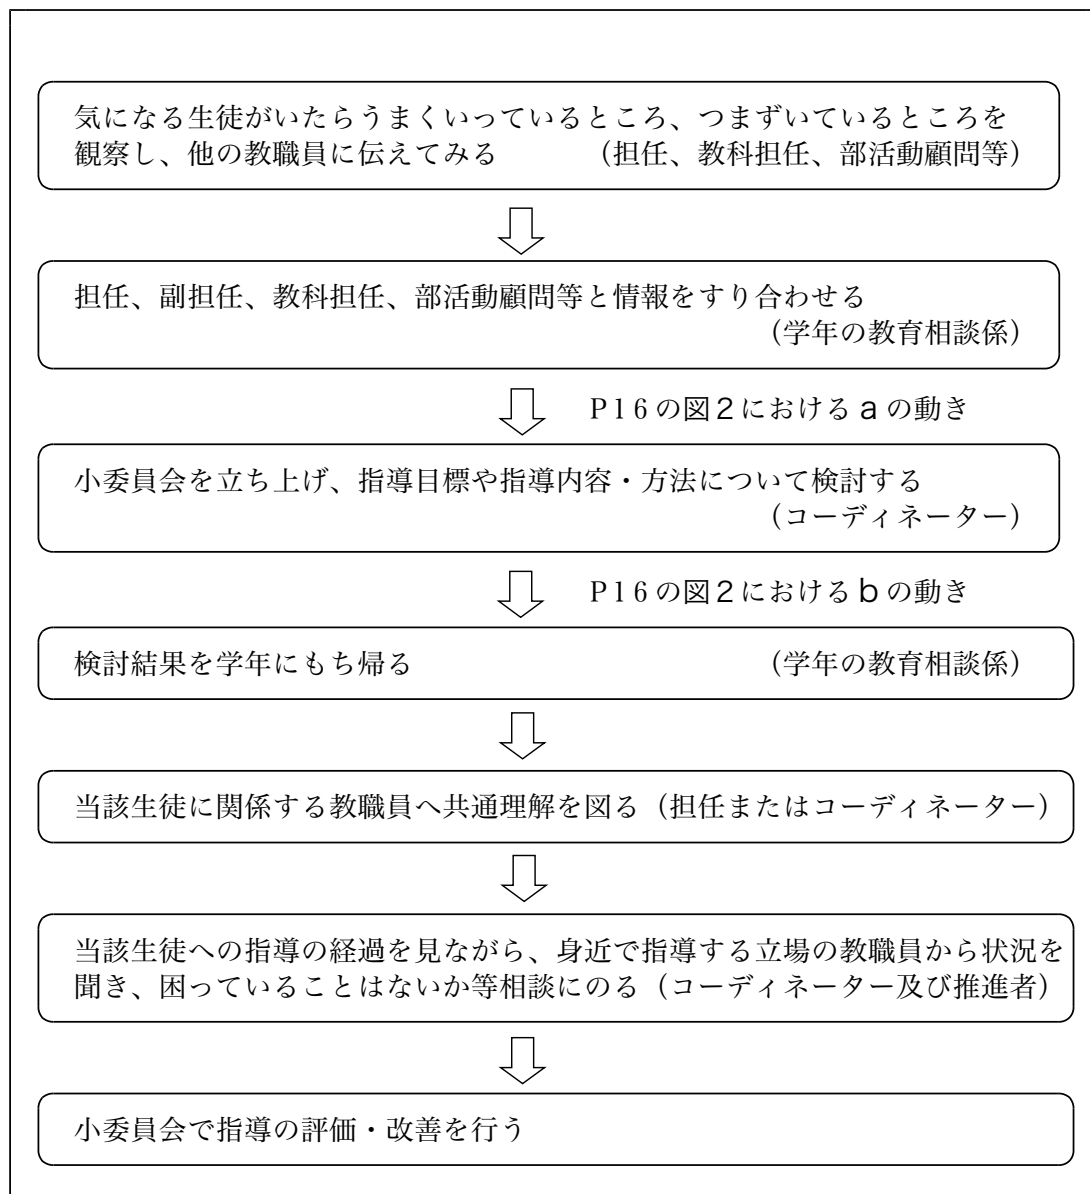 気になる生徒がいたらうまくいっているところ、つまずいているところを
観察し、他の教職員に伝えてみる （担任、教科担任、部活動顧問等）
担任、副担任、教科担任、部活動顧問等と情報をすり合わせる
（学年の教育相談係）
P16の図2におけるaの動き
小委員会を立ち上げ、指導目標や指導内容・方法について検討する
（コーディネーター）
P16の図2におけるbの動き
検討結果を学年にもち帰る （学年の教育相談係）
当該生徒に関係する教職員へ共通理解を図る（担任またはコーディネーター）
当該生徒への指導の経過を見ながら、身近で指導する立場の教職員から状況を
聞き、困っていることはないか等相談にのる（コーディネーター及び推進者）
小委員会で指導の評価・改善を行う